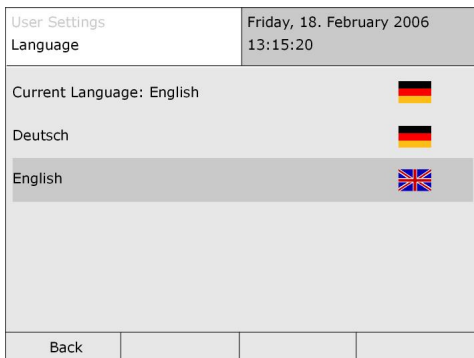 User Settings
Language
Friday, 18. February 2006
13:15:20
Current Language: English
Deutsch
English
Back